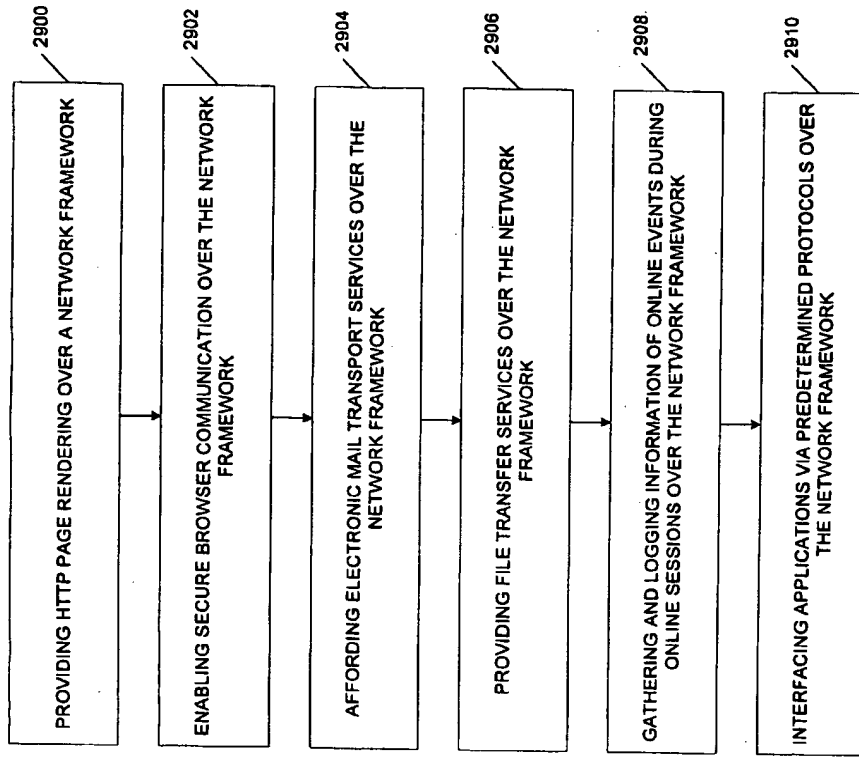 2900
PROVIDING HTTP PAGE RENDERING OVER A NETWORK FRAMEWORK
2902
ENABLING SECURE BROWSER COMMUNICATION OVER THE NETWORK
FRAMEWORK
2904
AFFORDING ELECTRONIC MAIL TRANSPORT SERVICES OVER THE
NETWORK FRAMEWORK
2906
PROVIDING FILE TRANSFER SERVICES OVER THE NETWORK
FRAMEWORK
2908
GATHERING AND LOGGING INFORMATION OF ONLINE EVENTS DURING
ONLINE SESSIONS OVER THE NETWORK FRAMEWORK
2910
INTERFACING APPLICATIONS VIA PREDETERMINED PROTOCOLS OVER
THE NETWORK FRAMEWORK